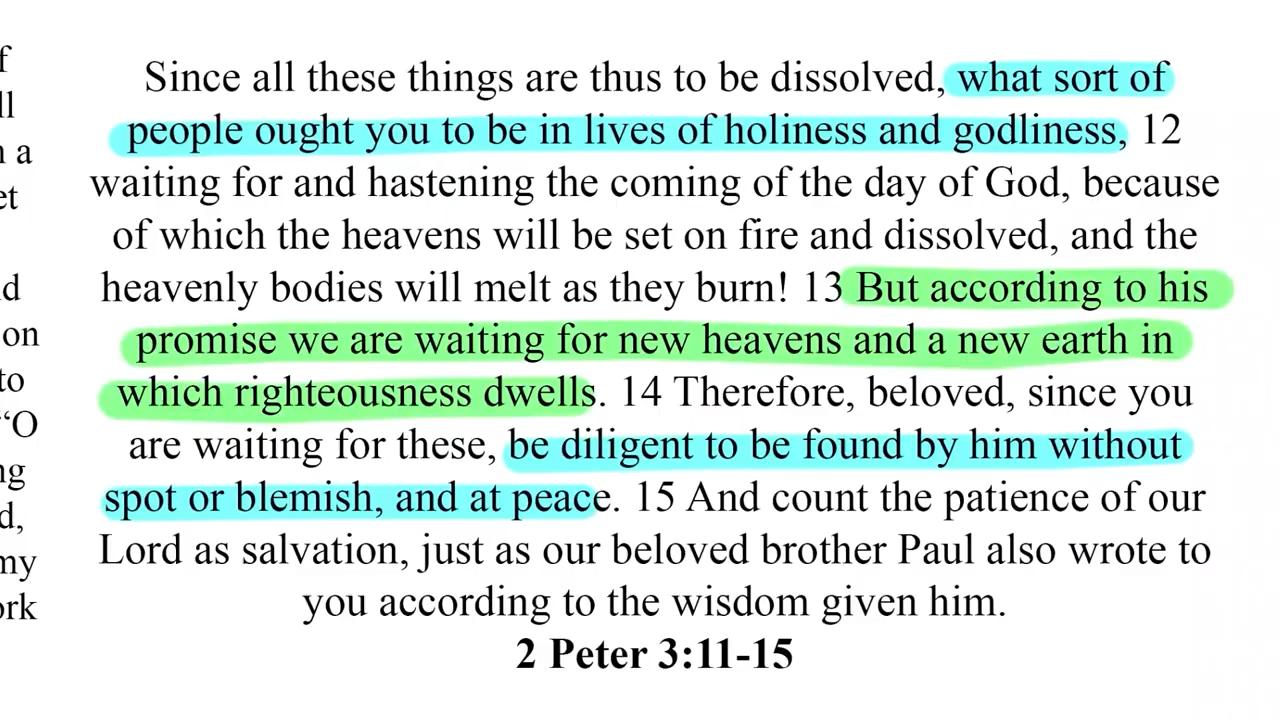 f
ll
a
et
on
to
“O
d,
my
Since all these things are thus to be dissolved, what sort of
people ought you to be in lives of holiness and godliness, 12
waiting for and hastening the coming of the day of God, because
of which the heavens will be set on fire and dissolved, and the
heavenly bodies will melt as they burn! 13 But according to his
promise we are waiting for new heavens and a new earth in
which righteousness dwells. 14 Therefore, beloved, since you
are waiting for these, be diligent to be found by him without
spot or blemish, and at peace. 15 And count the patience of our
Lord as salvation, just as our beloved brother Paul also wrote to
you according to the wisdom given him.
2 Peter 3:11-15